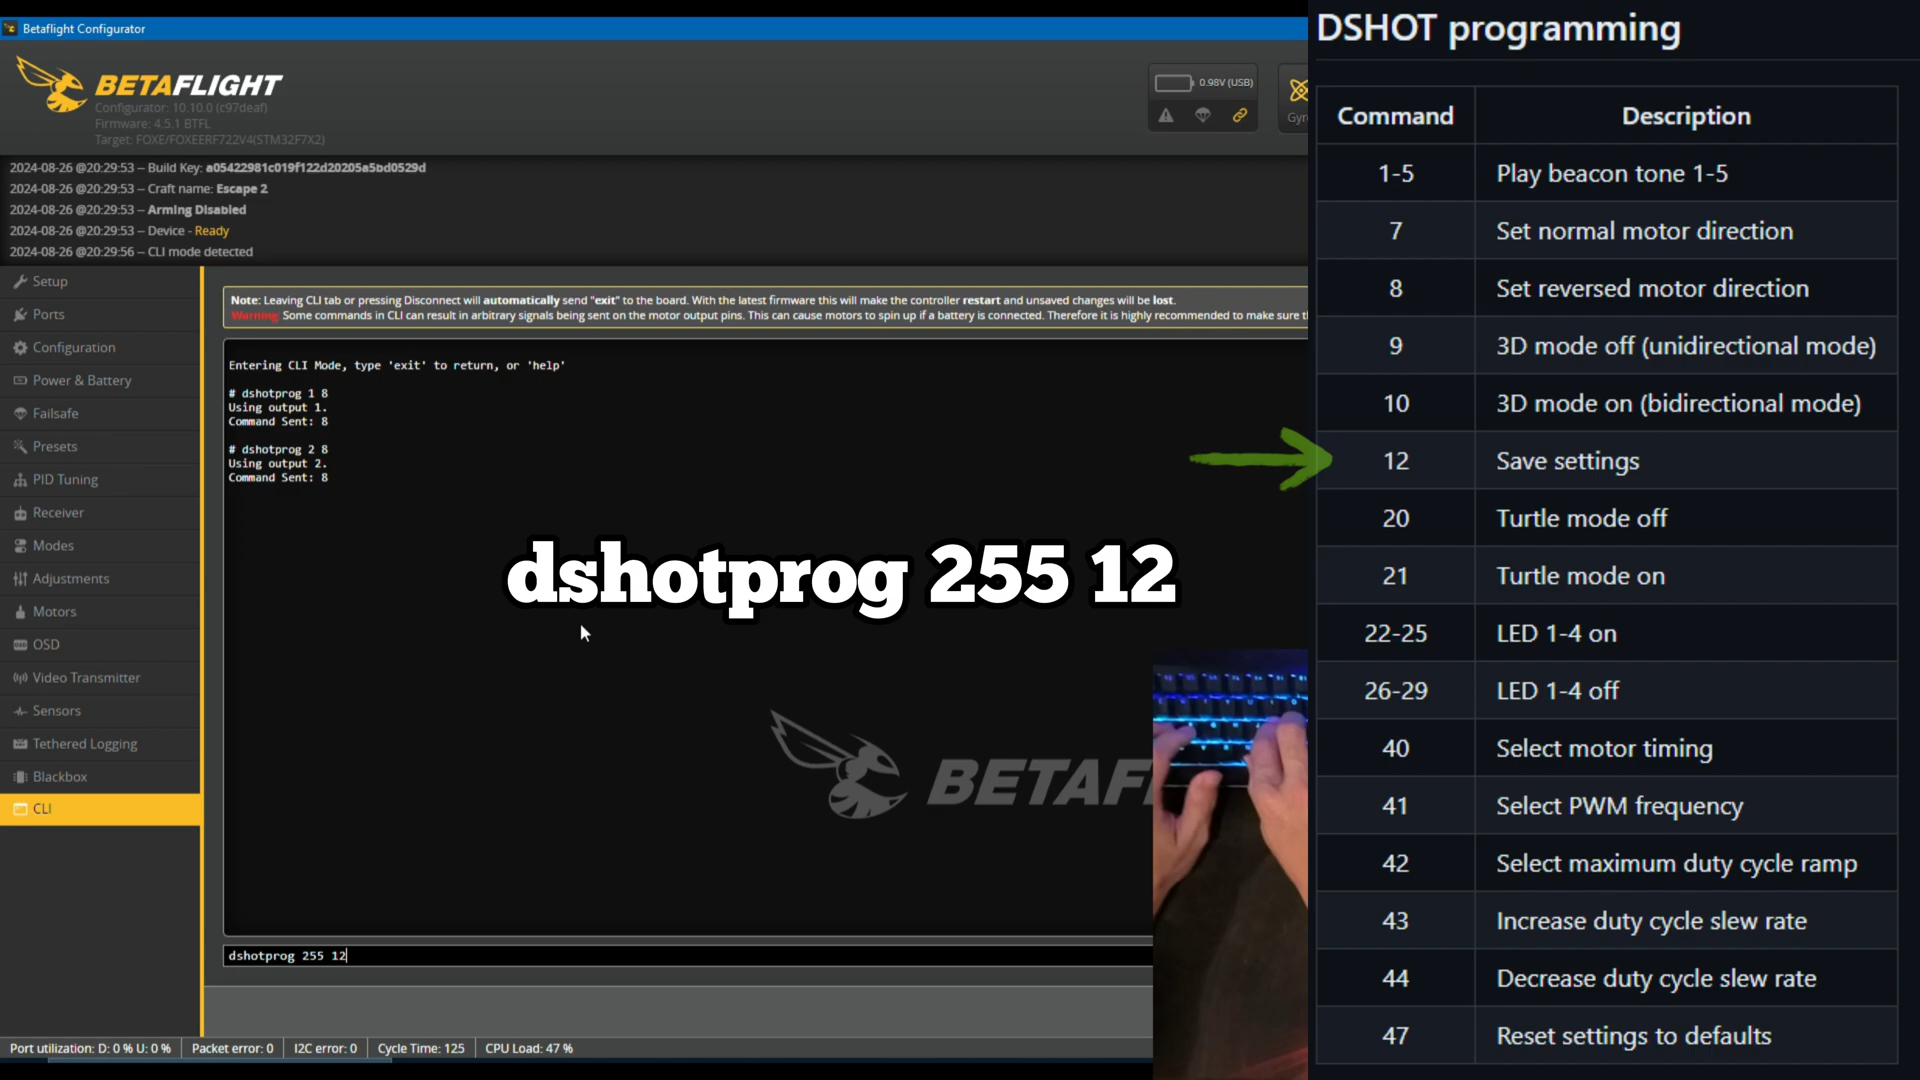 Betaflight Configurator
BETAFLIGHT
Configurator: 10.10.0 (c97deaf)
Firmware: 4.5.1 BTFL
Target: FOXE/FOXEERF722V4(STM32F7X2)
0.98V (USB)
2024-08-26 @20:29:53 -- Build Key: a05422981c019f122d20205a5bd0529d
2024-08-26 @20:29:53 -- Craft name: Escape 2
2024-08-26 @20:29:53 -- Arming Disabled
2024-08-26 @20:29:53 -- Device - Ready
2024-08-26 @20:29:56 -- CLI mode detected
Setup
Ports
Configuration
Power & Battery
Failsafe
Presets
PID Tuning
Receiver
Modes
Adjustments
Motors
OSD
Video Transmitter
Sensors
Tethered Logging
Blackbox
CLI
Note: Leaving CLI tab or pressing Disconnect will automatically send "exit" to the board. With the latest firmware this will make the controller restart and unsaved changes will be lost.
Warning: Some commands in CLI can result in arbitrary signals being sent on the motor output pins. This can cause motors to spin up if a battery is connected. Therefore it is highly recommended to make sure
Entering CLI Mode, type 'exit' to return, or 'help'
# dshotprog 1 8
Using output 1.
Command Sent: 8
# dshotprog 2 8
Using output 2.
Command Sent: 8
dshotprog 255 12
BETAF
dshotprog 255 12
Port utilization: D: 0 % U: 0 %
Packet error: 0
I2C error: 0
Cycle Time: 125
CPU Load: 47 %
DSHOT programming
Command Description
1-5 Play beacon tone 1-5
7 Set normal motor direction
8 Set reversed motor direction
9 3D mode off (unidirectional mode)
10 3D mode on (bidirectional mode)
12 Save settings
20 Turtle mode off
21 Turtle mode on
22-25 LED 1-4 on
26-29 LED 1-4 off
40 Select motor timing
41 Select PWM frequency
42 Select maximum duty cycle ramp
43 Increase duty cycle slew rate
44 Decrease duty cycle slew rate
47 Reset settings to defaults